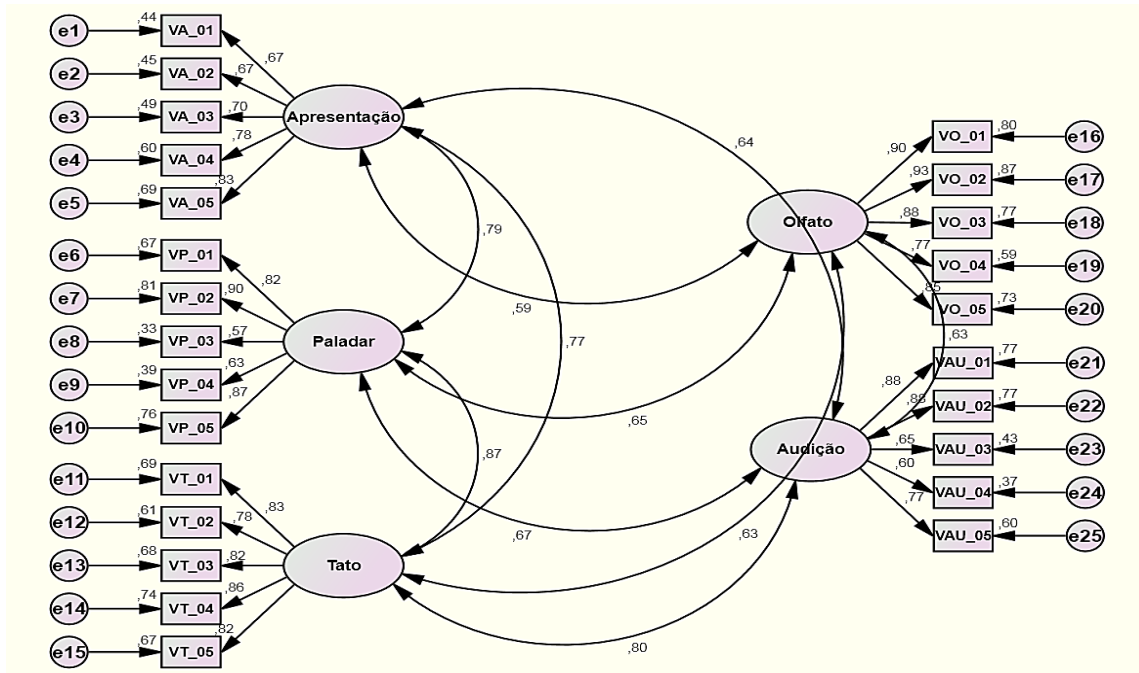 e1 ,44 VA_01 ,67
e2 ,45 VA_02 ,67
e3 ,49 VA_03 ,70
e4 ,60 VA_04 ,78
e5 ,69 VA_05 ,83
Apresentação
e6 ,67 VP_01 ,82
e7 ,81 VP_02 ,90
e8 ,33 VP_03 ,57
e9 ,39 VP_04 ,63
e10 ,76 VP_05 ,87
Paladar
e11 ,69 VT_01 ,83
e12 ,61 VT_02 ,78
e13 ,68 VT_03 ,82
e14 ,74 VT_04 ,86
e15 ,67 VT_05 ,82
Tato
,64
,79
,59
,77
,65
,87
,67
,63
,80
Olfato
,90 VO_01 ,80 e16
,93 VO_02 ,87 e17
,88 VO_03 ,77 e18
,77 VO_04 ,59 e19
,85 VO_05 ,73 e20
,63
Audição
,88 VAU_01 ,77 e21
,88 VAU_02 ,77 e22
,65 VAU_03 ,43 e23
,60 VAU_04 ,37 e24
,77 VAU_05 ,60 e25